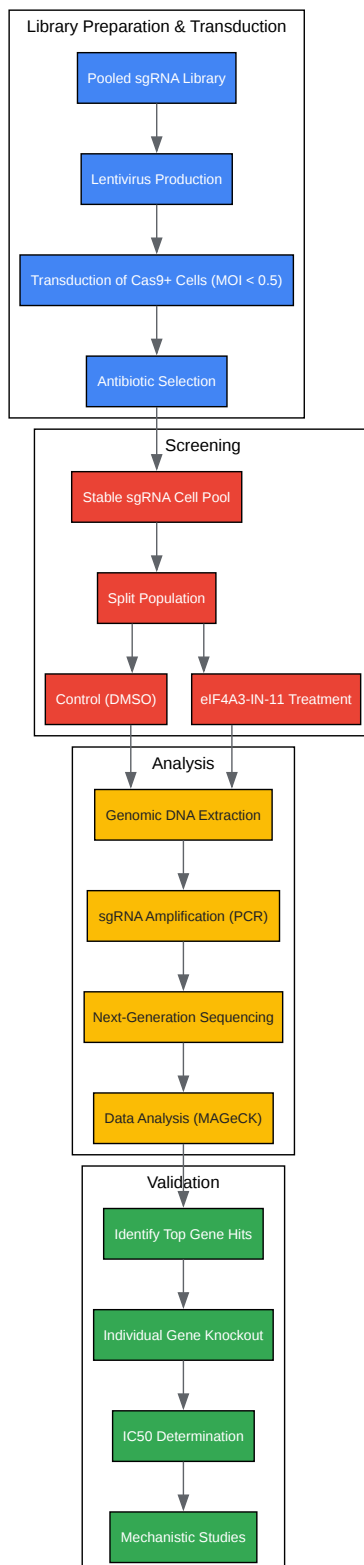 Library Preparation & Transduction
Pooled sgRNA Library
Lentivirus Production
Transduction of Cas9+ Cells (MOI < 0.5)
Antibiotic Selection
Screening
Stable sgRNA Cell Pool
Split Population
Control (DMSO)
eIF4A3-IN-11 Treatment
Analysis
Genomic DNA Extraction
sgRNA Amplification (PCR)
Next-Generation Sequencing
Data Analysis (MAGeCK)
Validation
Identify Top Gene Hits
Individual Gene Knockout
IC50 Determination
Mechanistic Studies